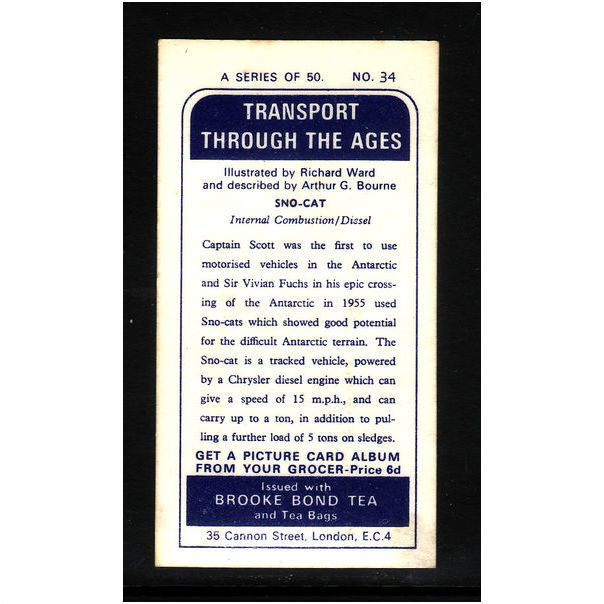 A SERIES OF 50. NO. 34
TRANSPORT
THROUGH THE AGES
Illustrated by Richard Ward
and described by Arthur G. Bourne
SNO-CAT
Internal Combustion/Diesel
Captain Scott was the first to use
motorised vehicles in the Antarctic
and Sir Vivian Fuchs in his epic cross-
ing of the Antarctic in 1955 used
Sno-cats which showed good potential
for the difficult Antarctic terrain. The
Sno-cat is a tracked vehicle, powered
by a Chrysler diesel engine which can
give a speed of 15 m.p.h., and can
carry up to a ton, in addition to pul-
ling a further load of 5 tons on sledges.
GET A PICTURE CARD ALBUM
FROM YOUR GROCER-Price 6d
Issued with
BROOKE BOND TEA
and Tea Bags
35 Cannon Street, London, E.C.4